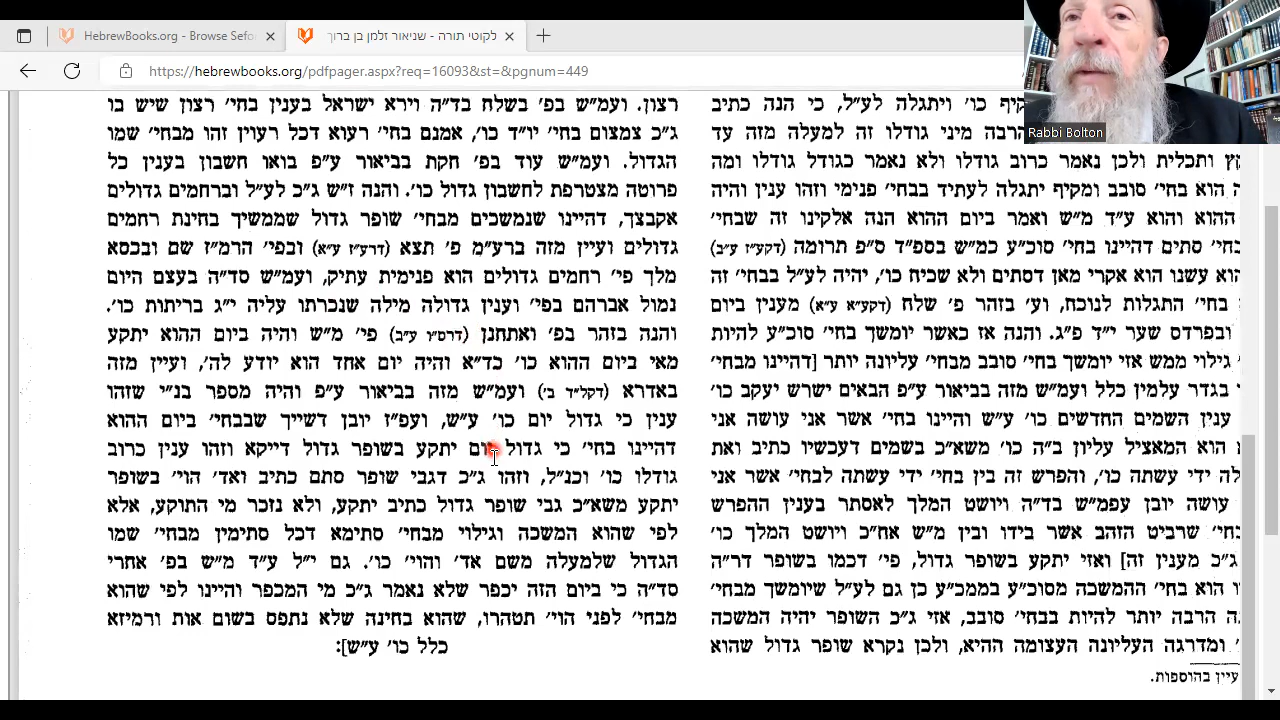 HebrewBooks.org - Browse Sefo
לקוטי תורה - שניאור זלמן בן ברוך
https://hebrewbooks.org/pdfpager.aspx?req=16093&st=&pgnum=449
Rabbi Bolton
קיף כו׳ ויתגלה לע״ל, כי הנה כתיב
הרבה מיני גודלו זה למעלה מזה עד
קץ ותכלית ולכן נאמר כרוב גודלו ולא נאמר כגודל גודלו ומה
הוא בחי׳ סובב ומקיף יתגלה לעתיד בבחי׳ פנימי וזהו ענין והיה
ההוא והוא ע״ד מ״ש ואמר ביום ההוא הנה אלקינו זה שבחי׳
בחי׳ סתים דהיינו בחי׳ סוכ״ע כמ״ש בספ״ד ס״פ תרומה (דקע״ז ע״ב)
הוא עשנו הוא אקרי מאן דסתים ולא שכיח כו׳, יהיה לע״ל בבחי׳ זה
בחי׳ התגלות לנוכח, ועי׳ בזהר פ׳ שלח (דקע״א ע״א) מענין ביום
ובפרדס שער י״ד פ״ג. והנה אז כאשר יומשך בחי׳ סוכ״ע להיות
גילוי ממש אזי יומשך בחי׳ סובב מבחי׳ עליונה יותר [דהיינו מבחי׳
בגדר עלמין כלל ועמ״ש מזה בביאור ע״פ הבאים ישרש יעקב כו׳
ענין השמים החדשים כו׳ ע״ש והיינו בחי׳ אשר אני עושה אני
הוא המאציל עליון ב״ה כו׳ משא״כ בשמים דעכשיו כתיב ואת
לה ידי עשתה כו׳, והפרש זה בין בחי׳ ידי עשתה לבחי׳ אשר אני
עושה יובן עפמ״ש בד״ה ויושט המלך לאסתר בענין ההפרש
בחי׳ שרביט הזהב אשר בידו ובין מ״ש אח״כ ויושט המלך כו׳
ג״כ מענין זה] ואזי יתקע בשופר גדול, פי׳ דכמו בשופר דר״ה
הוא בחי׳ ההמשכה מסוכ״ע בממכ״ע כן גם לע״ל שיומשך מבחי׳
הרבה יותר להיות בבחי׳ סובב, אזי ג״כ השופר יהיה המשכה
ומדרגה העליונה העצומה ההיא, ולכן נקרא שופר גדול שהוא
עיין בהוספות.
רצון. ועמ״ש בפ׳ בשלח בד״ה וירא ישראל בענין בחי׳ רצון שיש בו
ג״כ צמצום בחי׳ יו״ד כו׳, אמנם בחי׳ רעוא דכל רעוין זהו מבחי׳ שמו
הגדול. ועמ״ש עוד בפ׳ חקת בביאור ע״פ בואו חשבון בענין כל
פרוטה מצטרפת לחשבון גדול כו׳. והנה ז״ש ג״כ לע״ל וברחמים גדולים
אקבצך, דהיינו שנמשכים מבחי׳ שופר גדול שממשיך בחינת רחמים
גדולים ועיין מזה ברע״מ פ׳ תצא (דרע״ז ע״א) ובפי׳ הרמ״ז שם ובכסא
מלך פי׳ רחמים גדולים הוא פנימית עתיק, ועמ״ש סד״ה בעצם היום
נמול אברהם בפי׳ וענין גדולה מילה שנכרתו עליה י״ג בריתות כו׳.
והנה בזהר בפ׳ ואתחנן (דרס״ו ע״ב) פי׳ מ״ש והיה ביום ההוא יתקע
מאי ביום ההוא כו׳ כד״א והיה יום אחד הוא יודע לה׳, ועיין מזה
באדרא (דקל״ד ב׳) ועמ״ש מזה בביאור ע״פ והיה מספר בנ״י שזהו
ענין כי גדול יום כו׳ ע״ש, ועפ״ז יובן דשייך שבבחי׳ ביום ההוא
דהיינו בחי׳ כי גדול יום יתקע בשופר גדול דייקא וזהו ענין כרוב
גודלו כו׳ וכנ״ל, וזהו ג״כ דגבי שופר סתם כתיב ואד׳ הוי׳ בשופר
יתקע משא״כ גבי שופר גדול כתיב יתקע, ולא נזכר מי התוקע, אלא
לפי שהוא המשכה וגילוי מבחי׳ סתימא דכל סתימין מבחי׳ שמו
הגדול שלמעלה משם אד׳ והוי׳ כו׳. גם י״ל ע״ד מ״ש בפ׳ אחרי
סד״ה כי ביום הזה יכפר שלא נאמר ג״כ מי המכפר והיינו לפי שהוא
מבחי׳ לפני הוי׳ תטהרו, שהוא בחינה שלא נתפס בשום אות ורמיזא
כלל כו׳ ע״ש]: